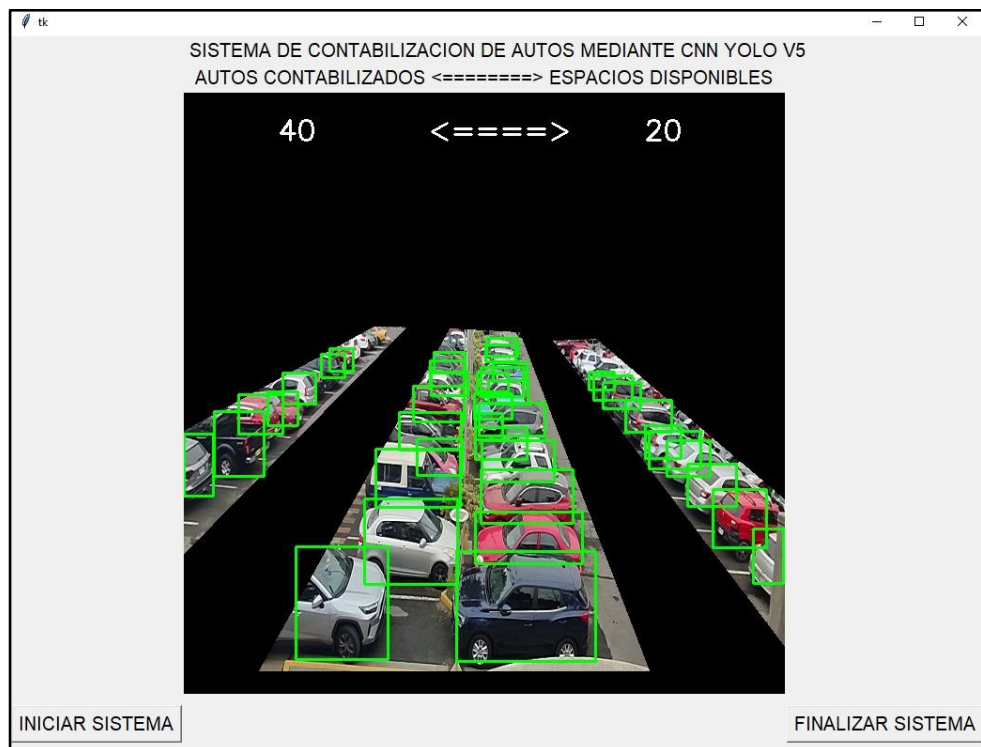 tk
SISTEMA DE CONTABILIZACION DE AUTOS MEDIANTE CNN YOLO V5
AUTOS CONTABILIZADOS <========> ESPACIOS DISPONIBLES
40 <====> 20
INICIAR SISTEMA
FINALIZAR SISTEMA